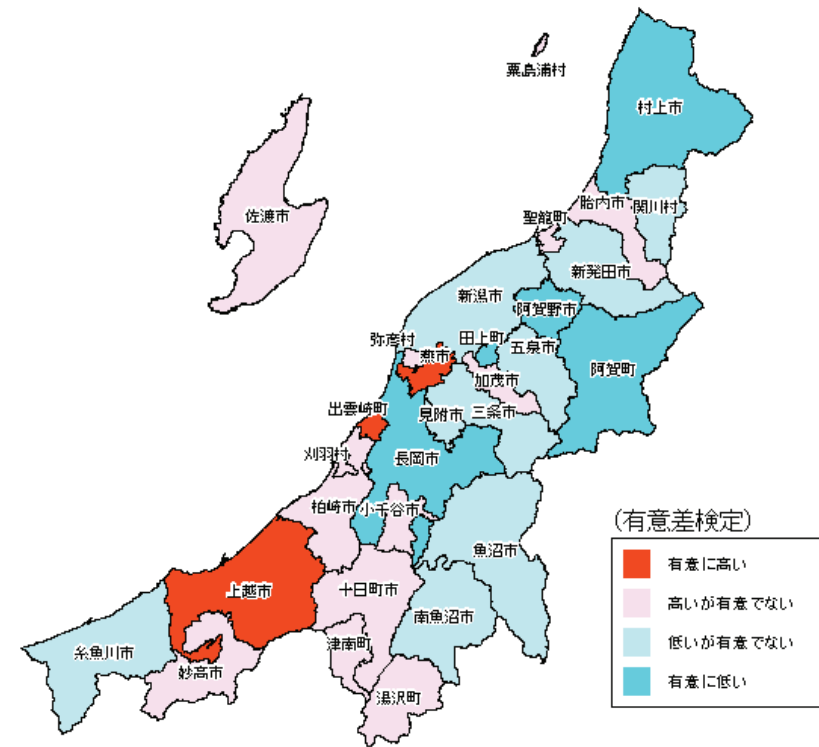 粟島浦村
村上市
佐渡市
胎内市
関川村
聖籠町
新発田市
新潟市
阿賀野市
弥彦村
燕市
田上町
五泉市
阿賀町
加茂市
出雲崎町
見附市
三条市
刈羽村
長岡市
柏崎市
小千谷市
魚沼市
上越市
十日町市
南魚沼市
糸魚川市
津南町
妙高市
湯沢町
(有意差検定)
有意に高い
高いが有意でない
低いが有意でない
有意に低い